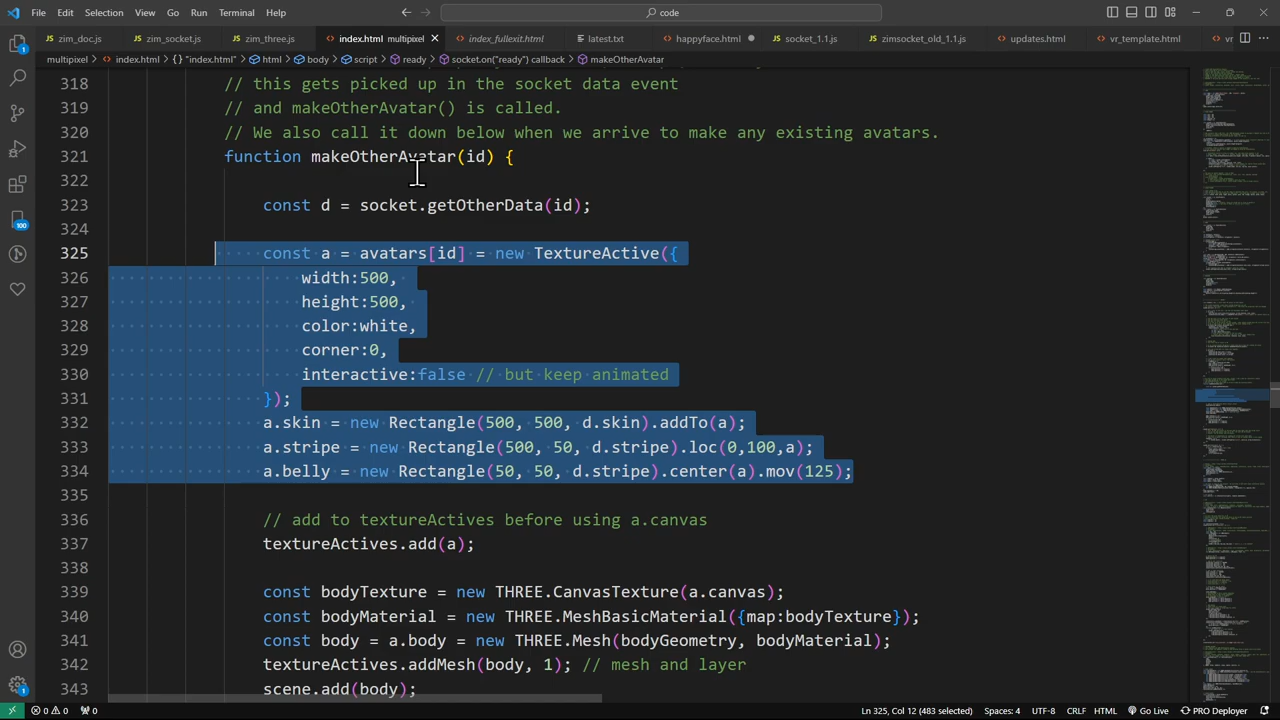 File Edit Selection View Go Run Terminal Help
code
zim_doc.js zim_socket.js zim_three.js index.html multipixel index_fullexit.html latest.txt happyface.html socket_1.1.js zimsocket_old_1.1.js updates.html vr_template.html vr
multipixel > index.html > {} "index.html" > html > body > script > ready > socket.on("ready") callback > makeOtherAvatar
318 // this gets picked up in the socket data event
319 // and makeOtherAvatar() is called.
320 // We also call it down below when we arrive to make any existing avatars.
321 function makeOtherAvatar(id) {
322
323 const d = socket.getOtherData(id);
325 const a = avatars[id] = new TextureActive({
326 width:500,
327 height:500,
328 color:white,
329 corner:0,
330 interactive:false // to keep animated
331 });
332 a.skin = new Rectangle(500, 500, d.skin).addTo(a);
a.stripe = new Rectangle( 50, d.stripe).loc(0,100,a);
334 a.belly = new Rectangle(50, 50, d.stripe).center(a).mov(125);
335
336 // add to textureActives before using a.canvas
337 textureActives.add(a);
338
339 const bodyTexture = new THREE.CanvasTexture(a.canvas);
340 const bodyMaterial = new THREE.MeshBasicMaterial({map:bodyTexture});
341 const body = a.body = new THREE.Mesh(bodyGeometry, bodyMaterial);
342 textureActives.addMesh(body // mesh and layer
343 scene.add(body);
100
1
1
0 0 0 Ln 325, Col 12 (483 selected) Spaces: 4 UTF-8 CRLF HTML Go Live PRO Deployer